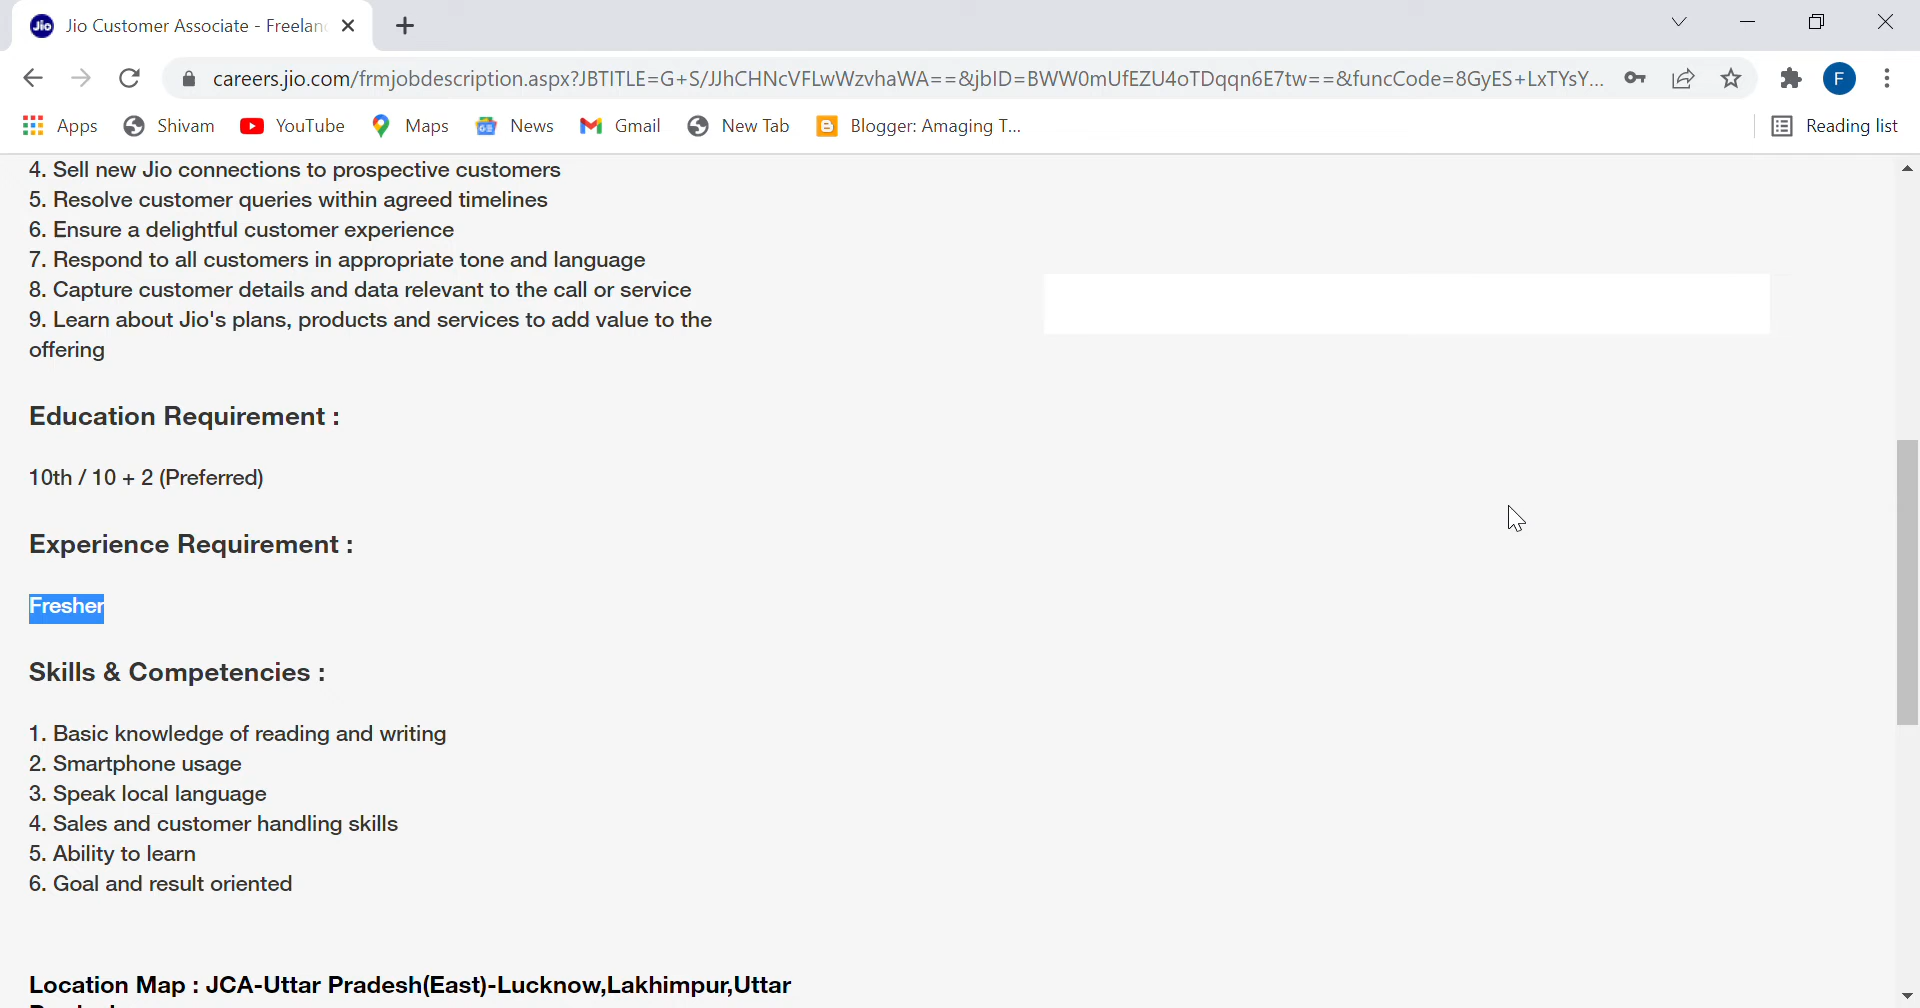 Jio Customer Associate - Freelan
careers.jio.com/frmjobdescription.aspx?JBTITLE=G+S/JJhCHNcVFLwWzvhaWA==&jbID=BWW0mUfEZU4oTDqqn6E7tw==&funcCode=8GyES+LxTYsY...
F
Apps Shivam YouTube Maps News Gmail New Tab Blogger: Amaging T... Reading list
4. Sell new Jio connections to prospective customers
5. Resolve customer queries within agreed timelines
6. Ensure a delightful customer experience
7. Respond to all customers in appropriate tone and language
8. Capture customer details and data relevant to the call or service
9. Learn about Jio's plans, products and services to add value to the
offering
Education Requirement :
10th / 10 + 2 (Preferred)
Experience Requirement :
Fresher
Skills & Competencies :
1. Basic knowledge of reading and writing
2. Smartphone usage
3. Speak local language
4. Sales and customer handling skills
5. Ability to learn
6. Goal and result oriented
Location Map : JCA-Uttar Pradesh(East)-Lucknow,Lakhimpur,Uttar